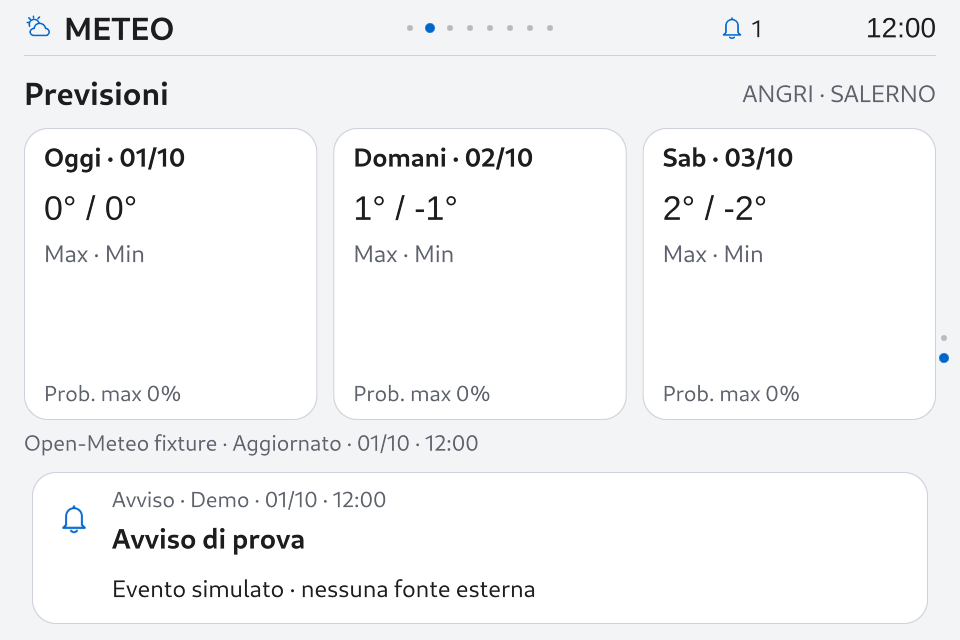 METEO
1
12:00
Previsioni
ANGRI · SALERNO
Oggi · 01/10
0° / 0°
Max · Min
Prob. max 0%
Domani · 02/10
1° / -1°
Max · Min
Prob. max 0%
Sab · 03/10
2° / -2°
Max · Min
Prob. max 0%
Open-Meteo fixture · Aggiornato · 01/10 · 12:00
Avviso · Demo · 01/10 · 12:00
Avviso di prova
Evento simulato · nessuna fonte esterna